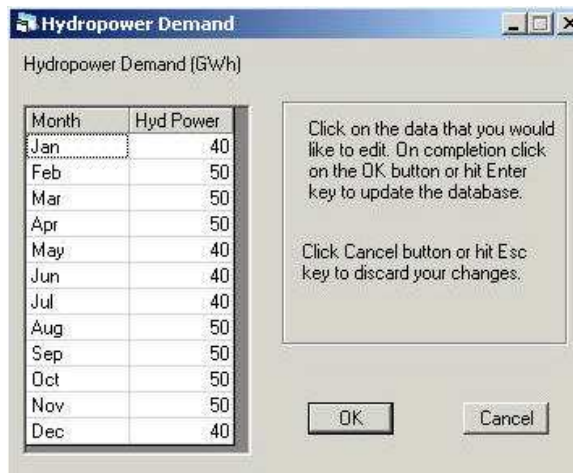 Hydropower Demand
Hydropower Demand (GWh)
Month Hyd Power
Jan 40
Feb 50
Mar 50
Apr 50
May 40
Jun 40
Jul 40
Aug 50
Sep 50
Oct 50
Nov 50
Dec 40
Click on the data that you would
like to edit. On completion click
on the OK button or hit Enter
key to update the database.
Click Cancel button or hit Esc
key to discard your changes.
OK Cancel